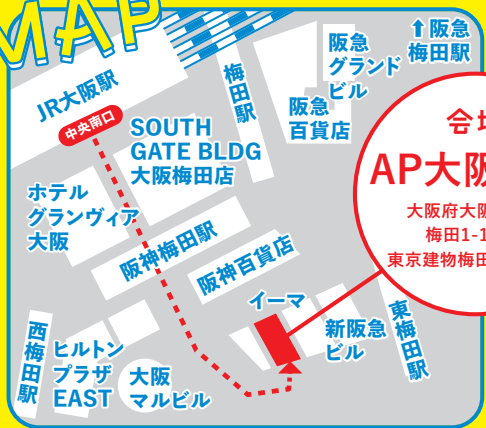 MAP
JR大阪駅
中央南口
SOUTH
GATE BLDG
大阪梅田店
梅田駅
阪急
グランド
ビル
阪急
百貨店
↑阪急
梅田駅
会場
AP大阪
大阪府大阪
梅田1-1
東京建物梅田
ホテル
グランヴィア
大阪
阪神梅田駅
阪神百貨店
イーマ
新阪急
ビル
東梅田駅
西梅田駅
ヒルトン
プラザ
EAST
大阪
マルビル